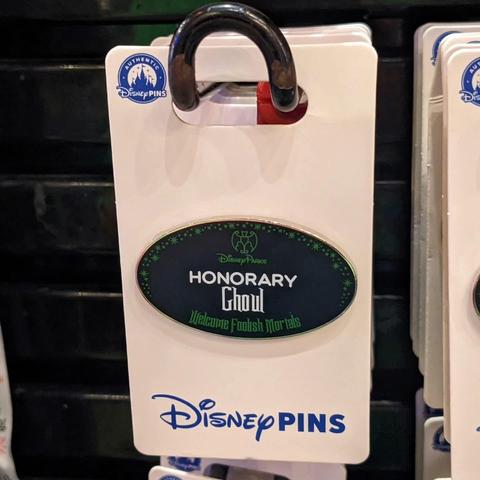 AUTHENTIC
Disney PINS
Disney Parks
HONORARY
Ghoul
Welcome Foolish Mortals
Disney PINS